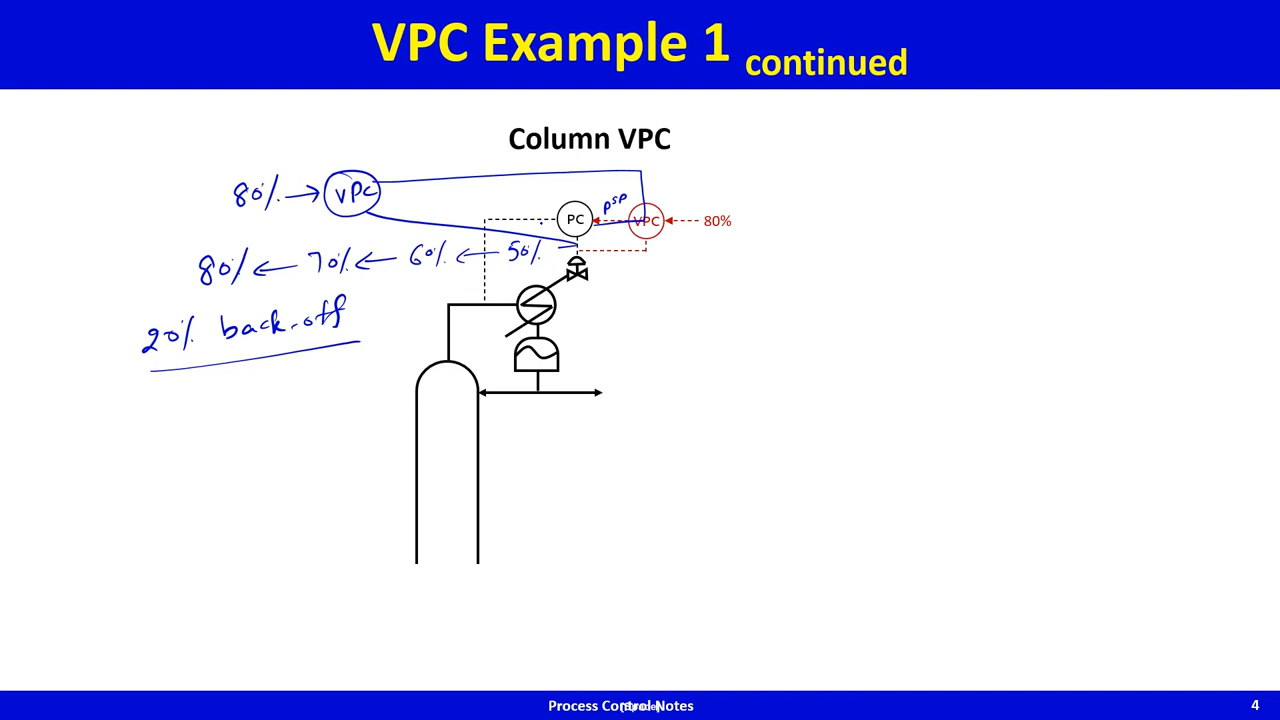 VPC Example 1 continued
Column VPC
80% → VPC
P^SP
PC
VPC
80%
80% ← 70% ← 60% ← 50%
20% back-off
Process Control Notes
4